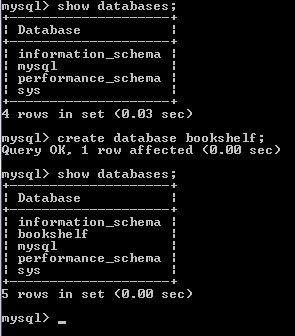 mysql> show databases;
+--------------------+
| Database           |
+--------------------+
| information_schema |
| mysql              |
| performance_schema |
| sys                |
+--------------------+
4 rows in set (0.03 sec)
mysql> create database bookshelf;
Query OK, 1 row affected (0.00 sec)
mysql> show databases;
+--------------------+
| Database           |
+--------------------+
| information_schema |
| bookshelf          |
| mysql              |
| performance_schema |
| sys                |
+--------------------+
5 rows in set (0.00 sec)
mysql> _